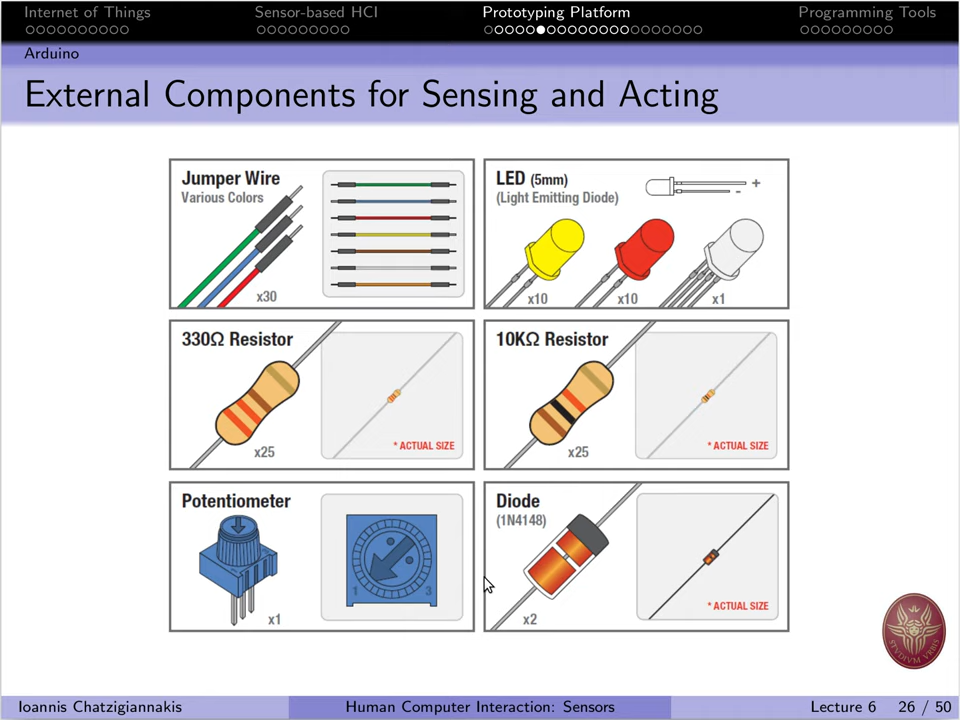 Internet of Things Sensor-based HCI Prototyping Platform Programming Tools
Arduino
External Components for Sensing and Acting
Jumper Wire
Various Colors
x30
LED (5mm)
(Light Emitting Diode)
+
-
x10
x10
x1
330Ω Resistor
x25
* ACTUAL SIZE
10KΩ Resistor
x25
* ACTUAL SIZE
Potentiometer
x1
1 3
Diode
(1N4148)
x2
* ACTUAL SIZE
STVDIVM VRBIS
Ioannis Chatzigiannakis Human Computer Interaction: Sensors Lecture 6 26 / 50